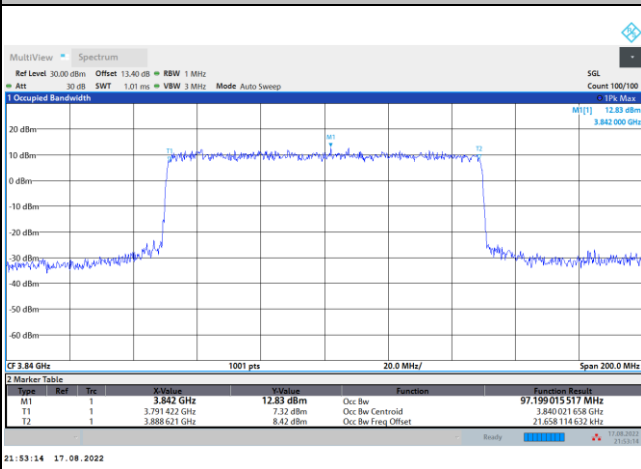 MultiView Spectrum
Ref Level 30.00 dBm Offset 13.40 dB RBW 1 MHz SGL
Att 30 dB SWT 1.01 ms VBW 3 MHz Mode Auto Sweep Count 100/100
1 Occupied Bandwidth 1Pk Max
M1[1] 12.83 dBm
3.842 000 GHz
20 dBm
M1
T1
T2
10 dBm
0 dBm
-10 dBm
-20 dBm
-30 dBm
-40 dBm
-50 dBm
-60 dBm
CF 3.84 GHz 1001 pts 20.0 MHz/ Span 200.0 MHz
2 Marker Table
Type Ref Trc X-Value Y-Value Function Function Result
M1 1 3.842 GHz 12.83 dBm Occ Bw 97.199 015 517 MHz
T1 1 3.791 422 GHz 7.32 dBm Occ Bw Centroid 3.840 021 658 GHz
T2 1 3.888 621 GHz 8.42 dBm Occ Bw Freq Offset 21.658 114 632 kHz
Ready 17.08.2022
21:53:14
21:53:14 17.08.2022